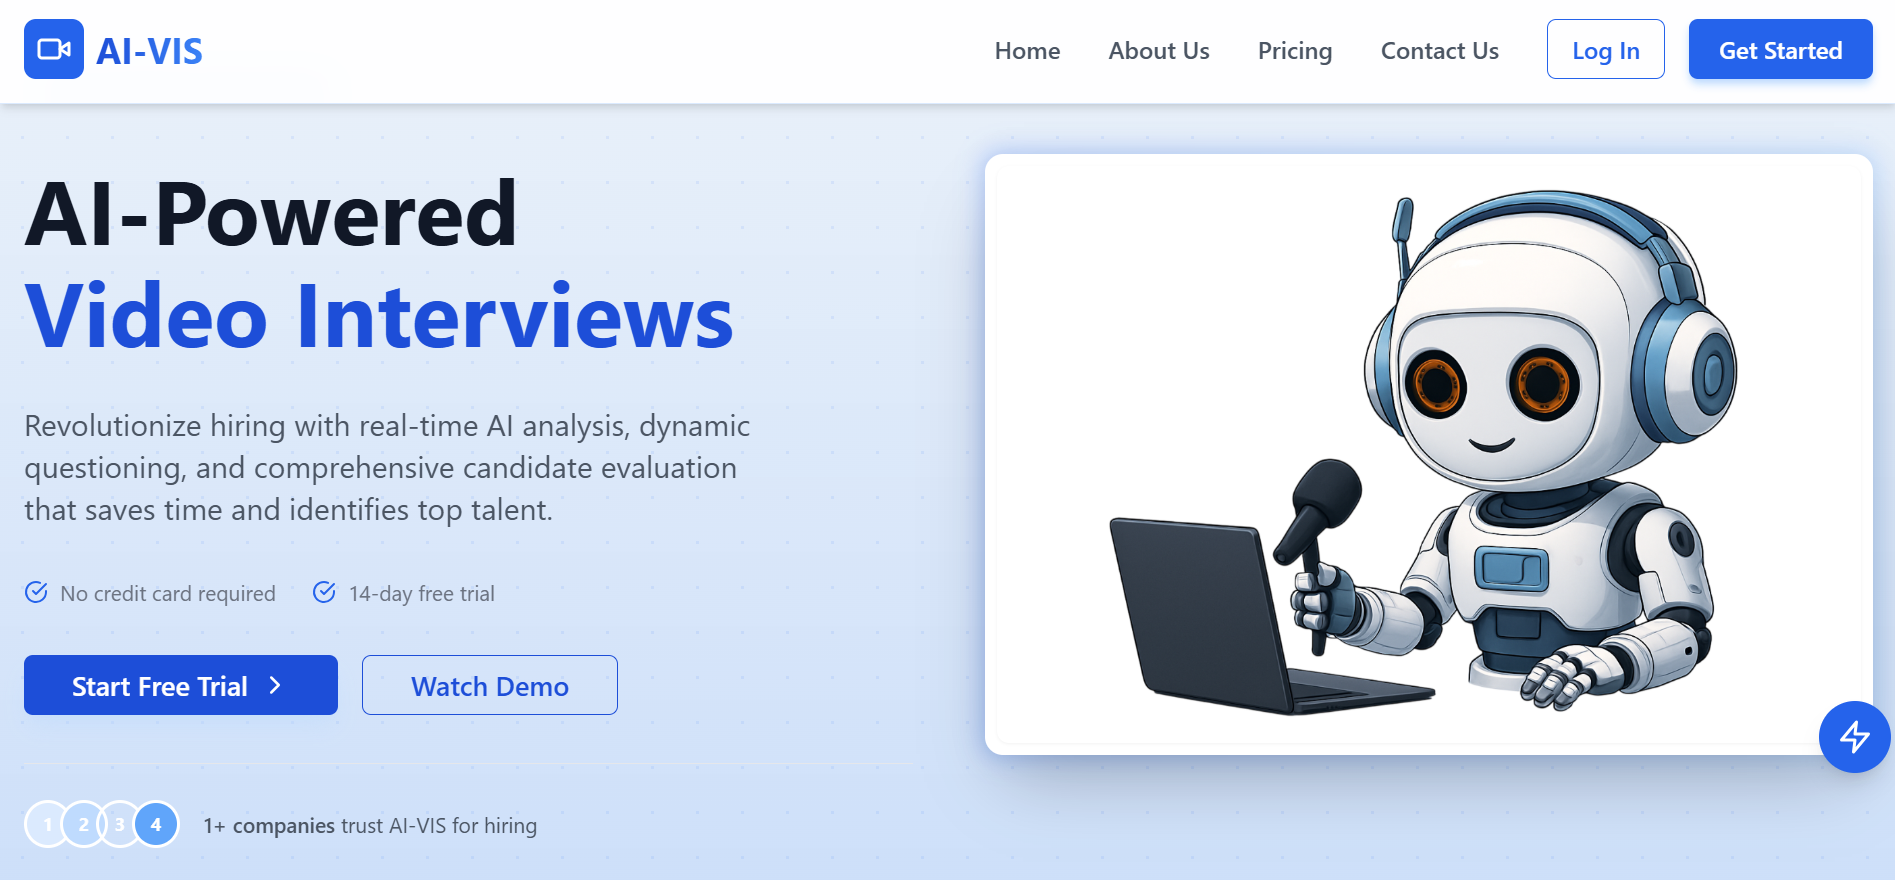 AI-VIS
Home
About Us
Pricing
Contact Us
Log In
Get Started
AI-Powered
Video Interviews
Revolutionize hiring with real-time AI analysis, dynamic
questioning, and comprehensive candidate evaluation
that saves time and identifies top talent.
No credit card required
14-day free trial
Start Free Trial
Watch Demo
1 2 3 4
1+ companies trust AI-VIS for hiring